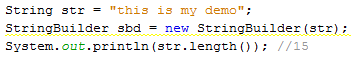 String str = "this is my demo";
StringBuilder sbd = new StringBuilder(str);
System.out.println(str.length()); //15